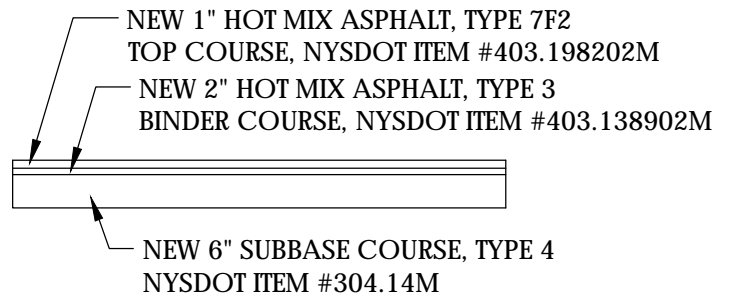 NEW 1" HOT MIX ASPHALT, TYPE 7F2
TOP COURSE, NYSDOT ITEM #403.198202M
NEW 2" HOT MIX ASPHALT, TYPE 3
BINDER COURSE, NYSDOT ITEM #403.138902M
NEW 6" SUBBASE COURSE, TYPE 4
NYSDOT ITEM #304.14M